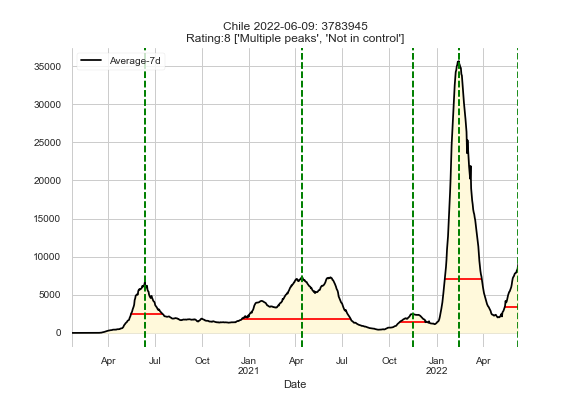 Chile 2022-06-09: 3783945
Rating:8 ['Multiple peaks', 'Not in control']
Average-7d
35000
30000
25000
20000
15000
10000
5000
0
Apr Jul Oct Jan Apr Jul Oct Jan Apr
2021 2022
Date